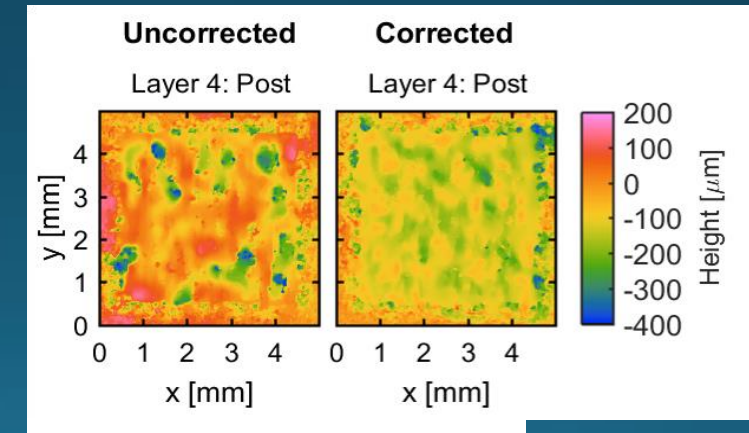 Uncorrected
Corrected
Layer 4: Post
Layer 4: Post
y [mm]
4
3
2
1
0
0 1 2 3 4
0 1 2 3 4
x [mm]
x [mm]
200
100
0
-100
-200
-300
-400
Height [μm]